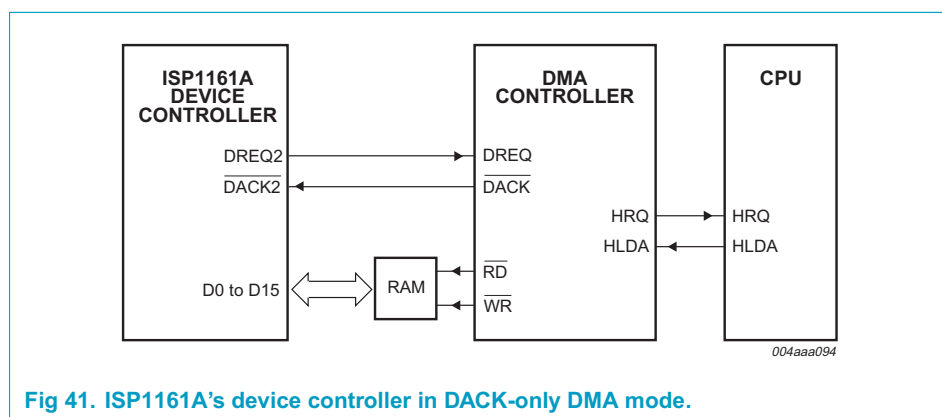 ISP1161A
DEVICE
CONTROLLER
DREQ2
DACK2
D0 to D15
RAM
DMA
CONTROLLER
DREQ
DACK
HRQ
HLDA
RD
WR
CPU
HRQ
HLDA
004aaa094
Fig 41. ISP1161A’s device controller in DACK-only DMA mode.